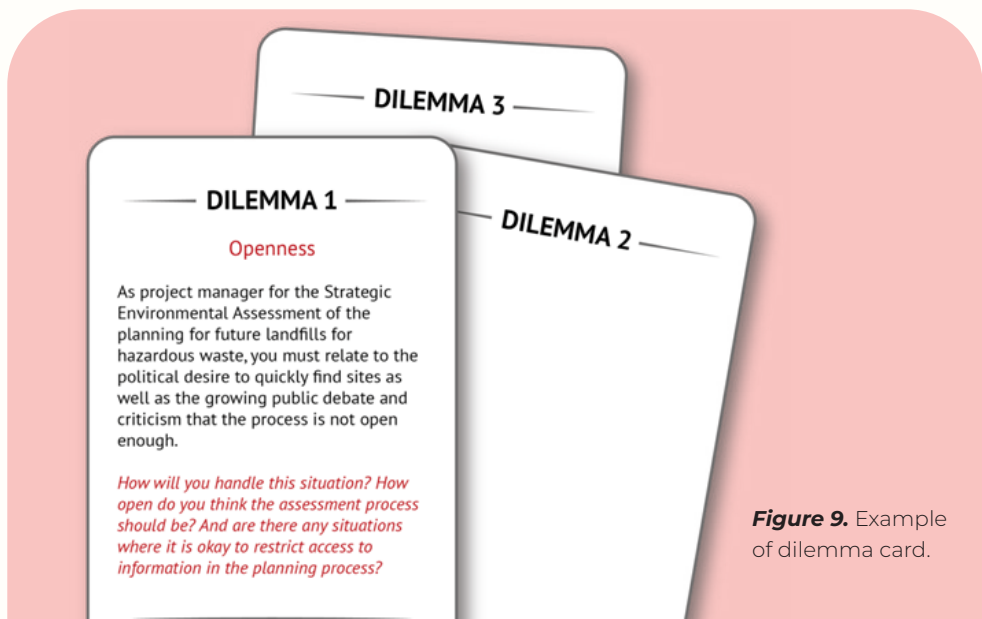 DILEMMA 3
DILEMMA 1
DILEMMA 2
Openness
As project manager for the Strategic
Environmental Assessment of the
planning for future landfills for
hazardous waste, you must relate to the
political desire to quickly find sites as
well as the growing public debate and
criticism that the process is not open
enough.
How will you handle this situation? How
open do you think the assessment process
should be? And are there any situations
where it is okay to restrict access to
information in the planning process?
Figure 9. Example
of dilemma card.